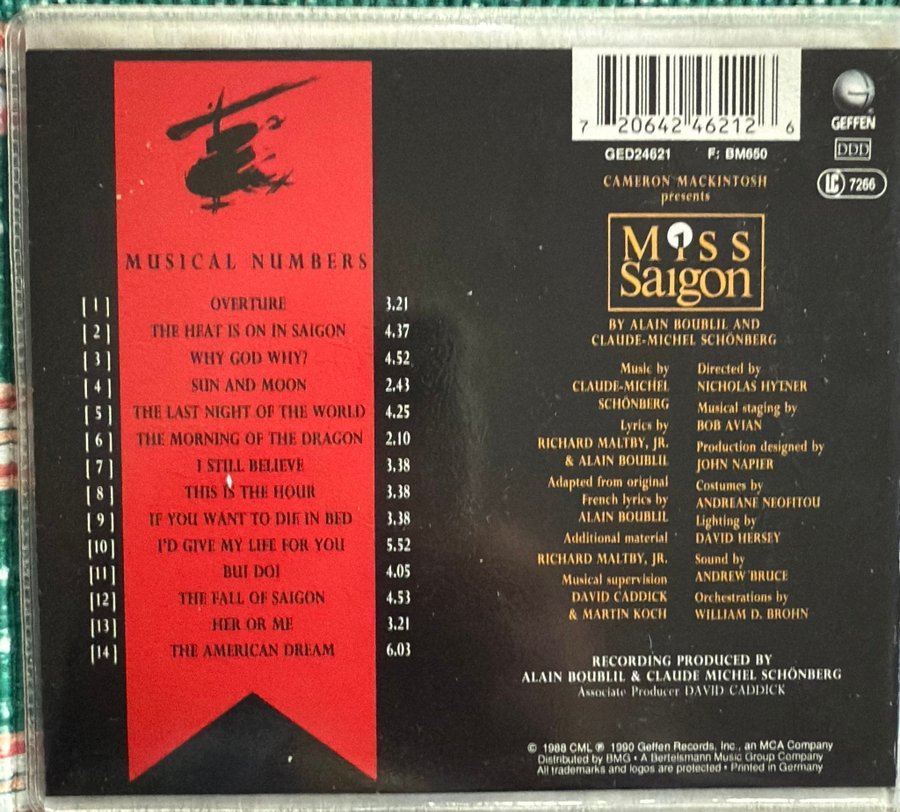 MUSICAL NUMBERS
[1] OVERTURE 3.21
[2] THE HEAT IS ON IN SAIGON 4.37
[3] WHY GOD WHY? 4.52
[4] SUN AND MOON 2.43
[5] THE LAST NIGHT OF THE WORLD 4.25
[6] THE MORNING OF THE DRAGON 2.10
[7] I STILL BELIEVE 3.38
[8] THIS IS THE HOUR 3.38
[9] IF YOU WANT TO DIE IN BED 3.38
[10] I'D GIVE MY LIFE FOR YOU 5.52
[11] BUI DOI 4.05
[12] THE FALL OF SAIGON 4.53
[13] HER OR ME 3.21
[14] THE AMERICAN DREAM 6.03
7 20642 46212 6
GED24621 F: BM650
GEFFEN
DDD
LC 7266
CAMERON MACKINTOSH
presents
Miss
Saigon
BY ALAIN BOUBLIL AND
CLAUDE-MICHEL SCHÖNBERG
Music by
CLAUDE-MICHEL
SCHÖNBERG
Lyrics by
RICHARD MALTBY, JR.
& ALAIN BOUBLIL
Adapted from original
French lyrics by
ALAIN BOUBLIL
Additional material
RICHARD MALTBY, JR.
Musical supervision
DAVID CADDICK
& MARTIN KOCH
Directed by
NICHOLAS HYTNER
Musical staging by
BOB AVIAN
Production designed by
JOHN NAPIER
Costumes by
ANDREANE NEOFITOU
Lighting by
DAVID HERSEY
Sound by
ANDREW BRUCE
Orchestrations by
WILLIAM D. BROHN
RECORDING PRODUCED BY
ALAIN BOUBLIL & CLAUDE MICHEL SCHÖNBERG
Associate Producer DAVID CADDICK
© 1988 CML ℗ 1990 Geffen Records, Inc., an MCA Company
Distributed by BMG • A Bertelsmann Music Group Company
All trademarks and logos are protected • Printed in Germany